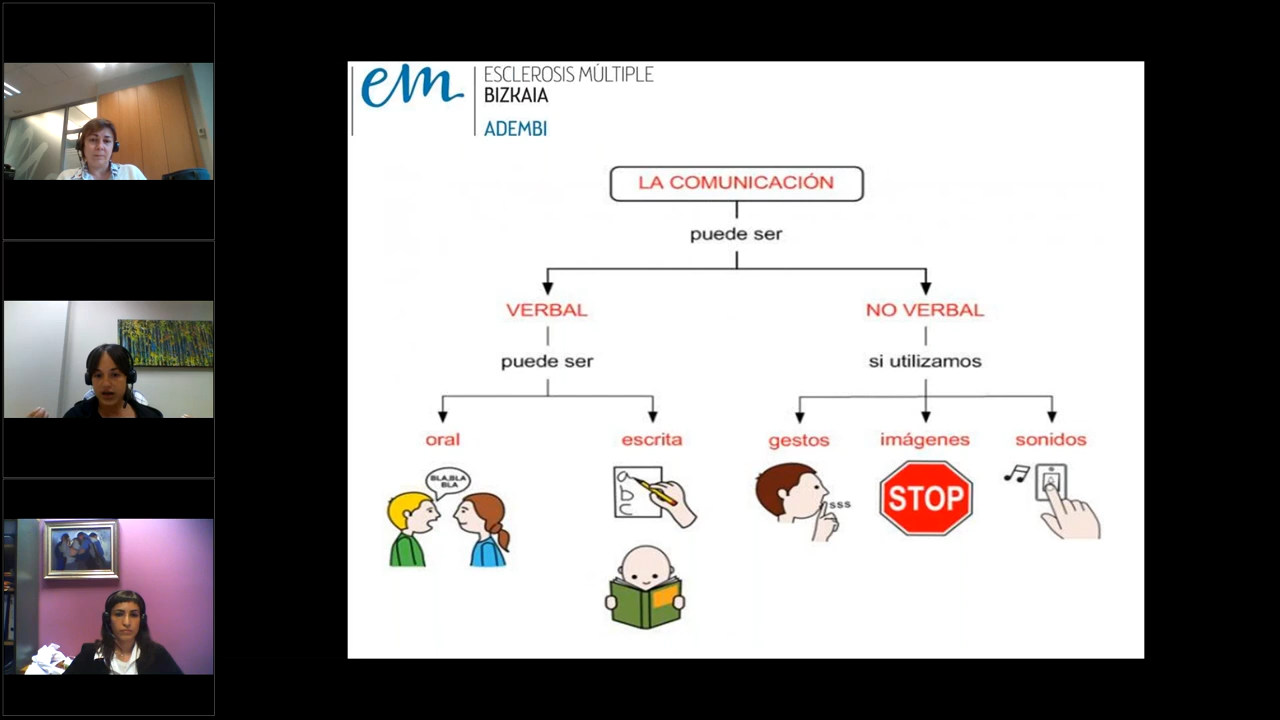 em
ESCLEROSIS MÚLTIPLE
BIZKAIA
ADEMBI
LA COMUNICACIÓN
puede ser
VERBAL
NO VERBAL
puede ser
si utilizamos
oral
escrita
gestos
imágenes
sonidos
BLA,BLA
BLA
b
c
sss
STOP